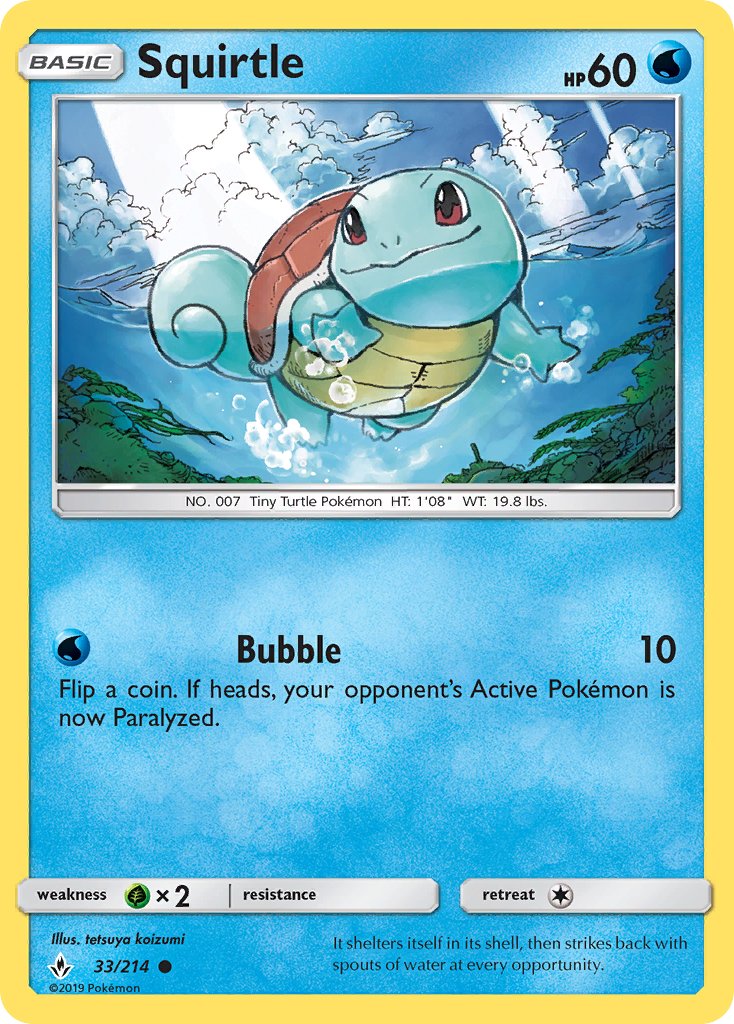 BASIC Squirtle HP60
NO. 007 Tiny Turtle Pokémon HT: 1'08" WT: 19.8 lbs.
Bubble 10
Flip a coin. If heads, your opponent's Active Pokémon is
now Paralyzed.
weakness ×2 resistance retreat
Illus. tetsuya koizumi
33/214
©2019 Pokémon
It shelters itself in its shell, then strikes back with
spouts of water at every opportunity.